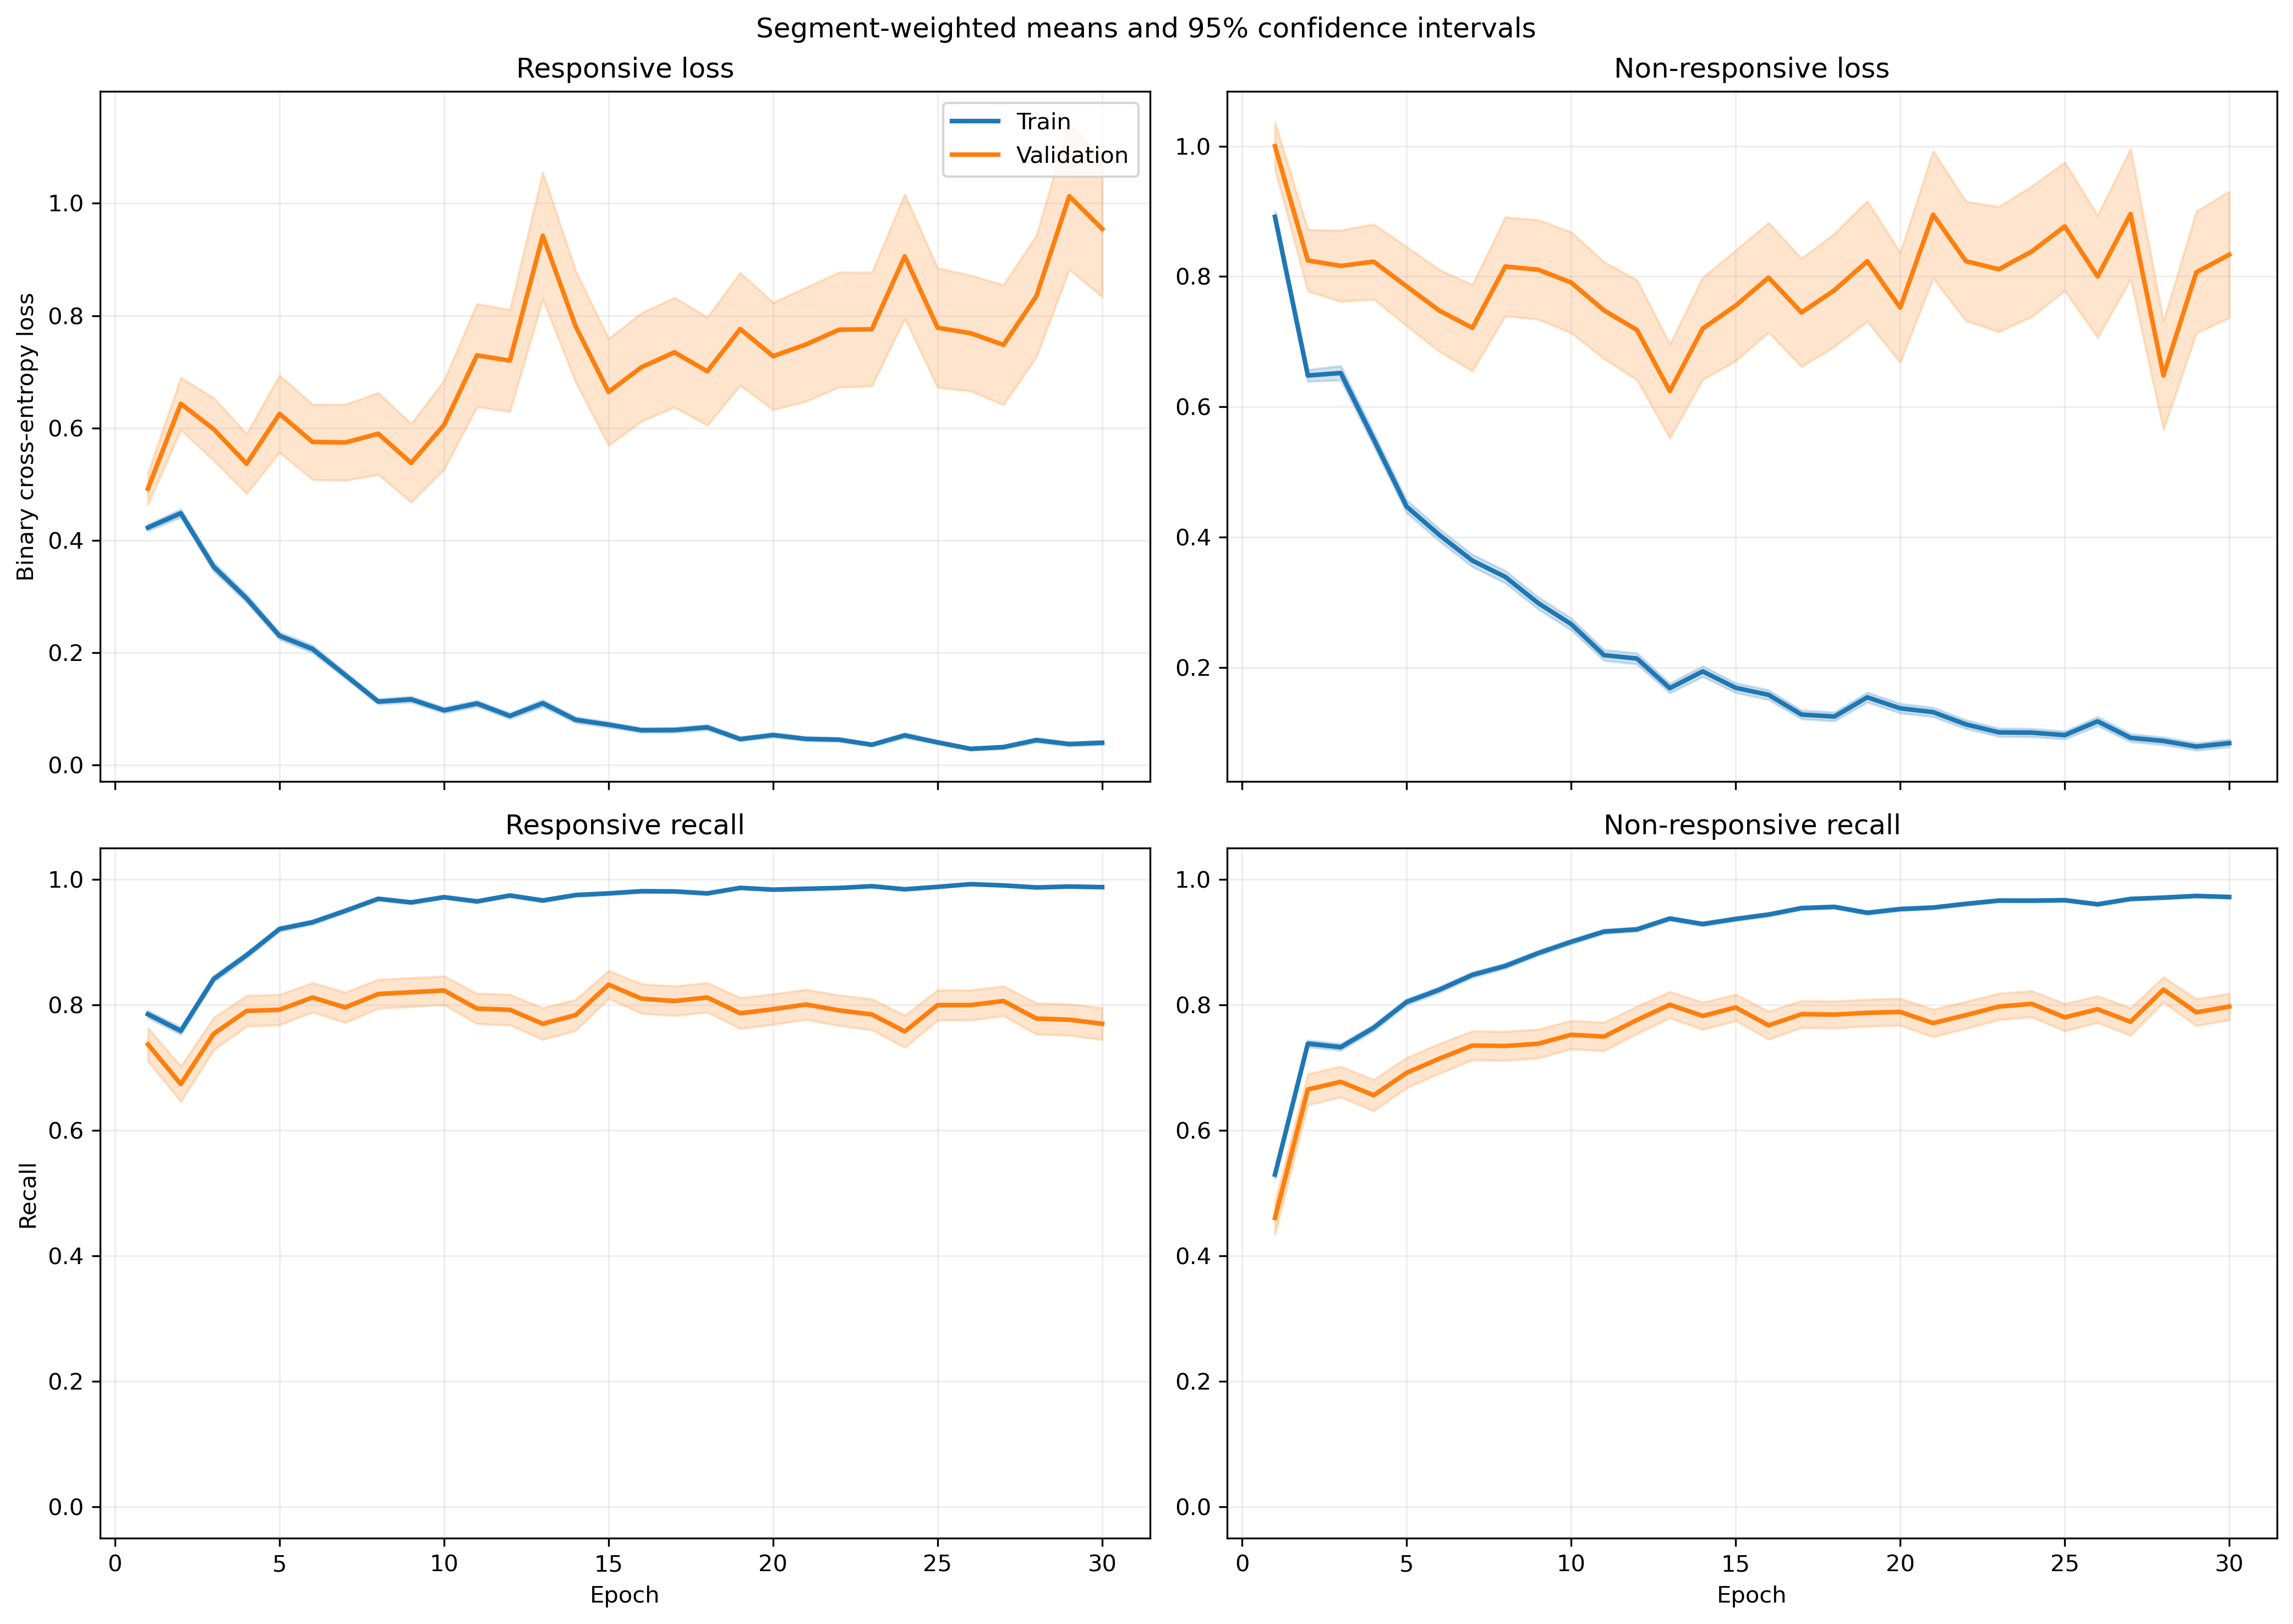 Segment-weighted means and 95% confidence intervals
Responsive loss
Non-responsive loss
Train
Validation
Binary cross-entropy loss
1.0
0.8
0.6
0.4
0.2
0.0
1.0
0.8
0.6
0.4
0.2
Responsive recall
Non-responsive recall
Recall
1.0
0.8
0.6
0.4
0.2
0.0
0 5 10 15 20 25 30
Epoch
1.0
0.8
0.6
0.4
0.2
0.0
0 5 10 15 20 25 30
Epoch